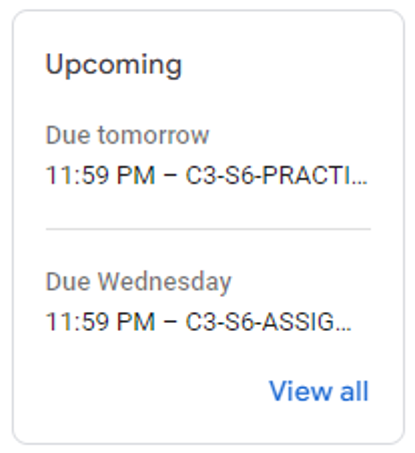 Upcoming
Due tomorrow
11:59 PM – C3-S6-PRACTI...
Due Wednesday
11:59 PM – C3-S6-ASSIG...
View all